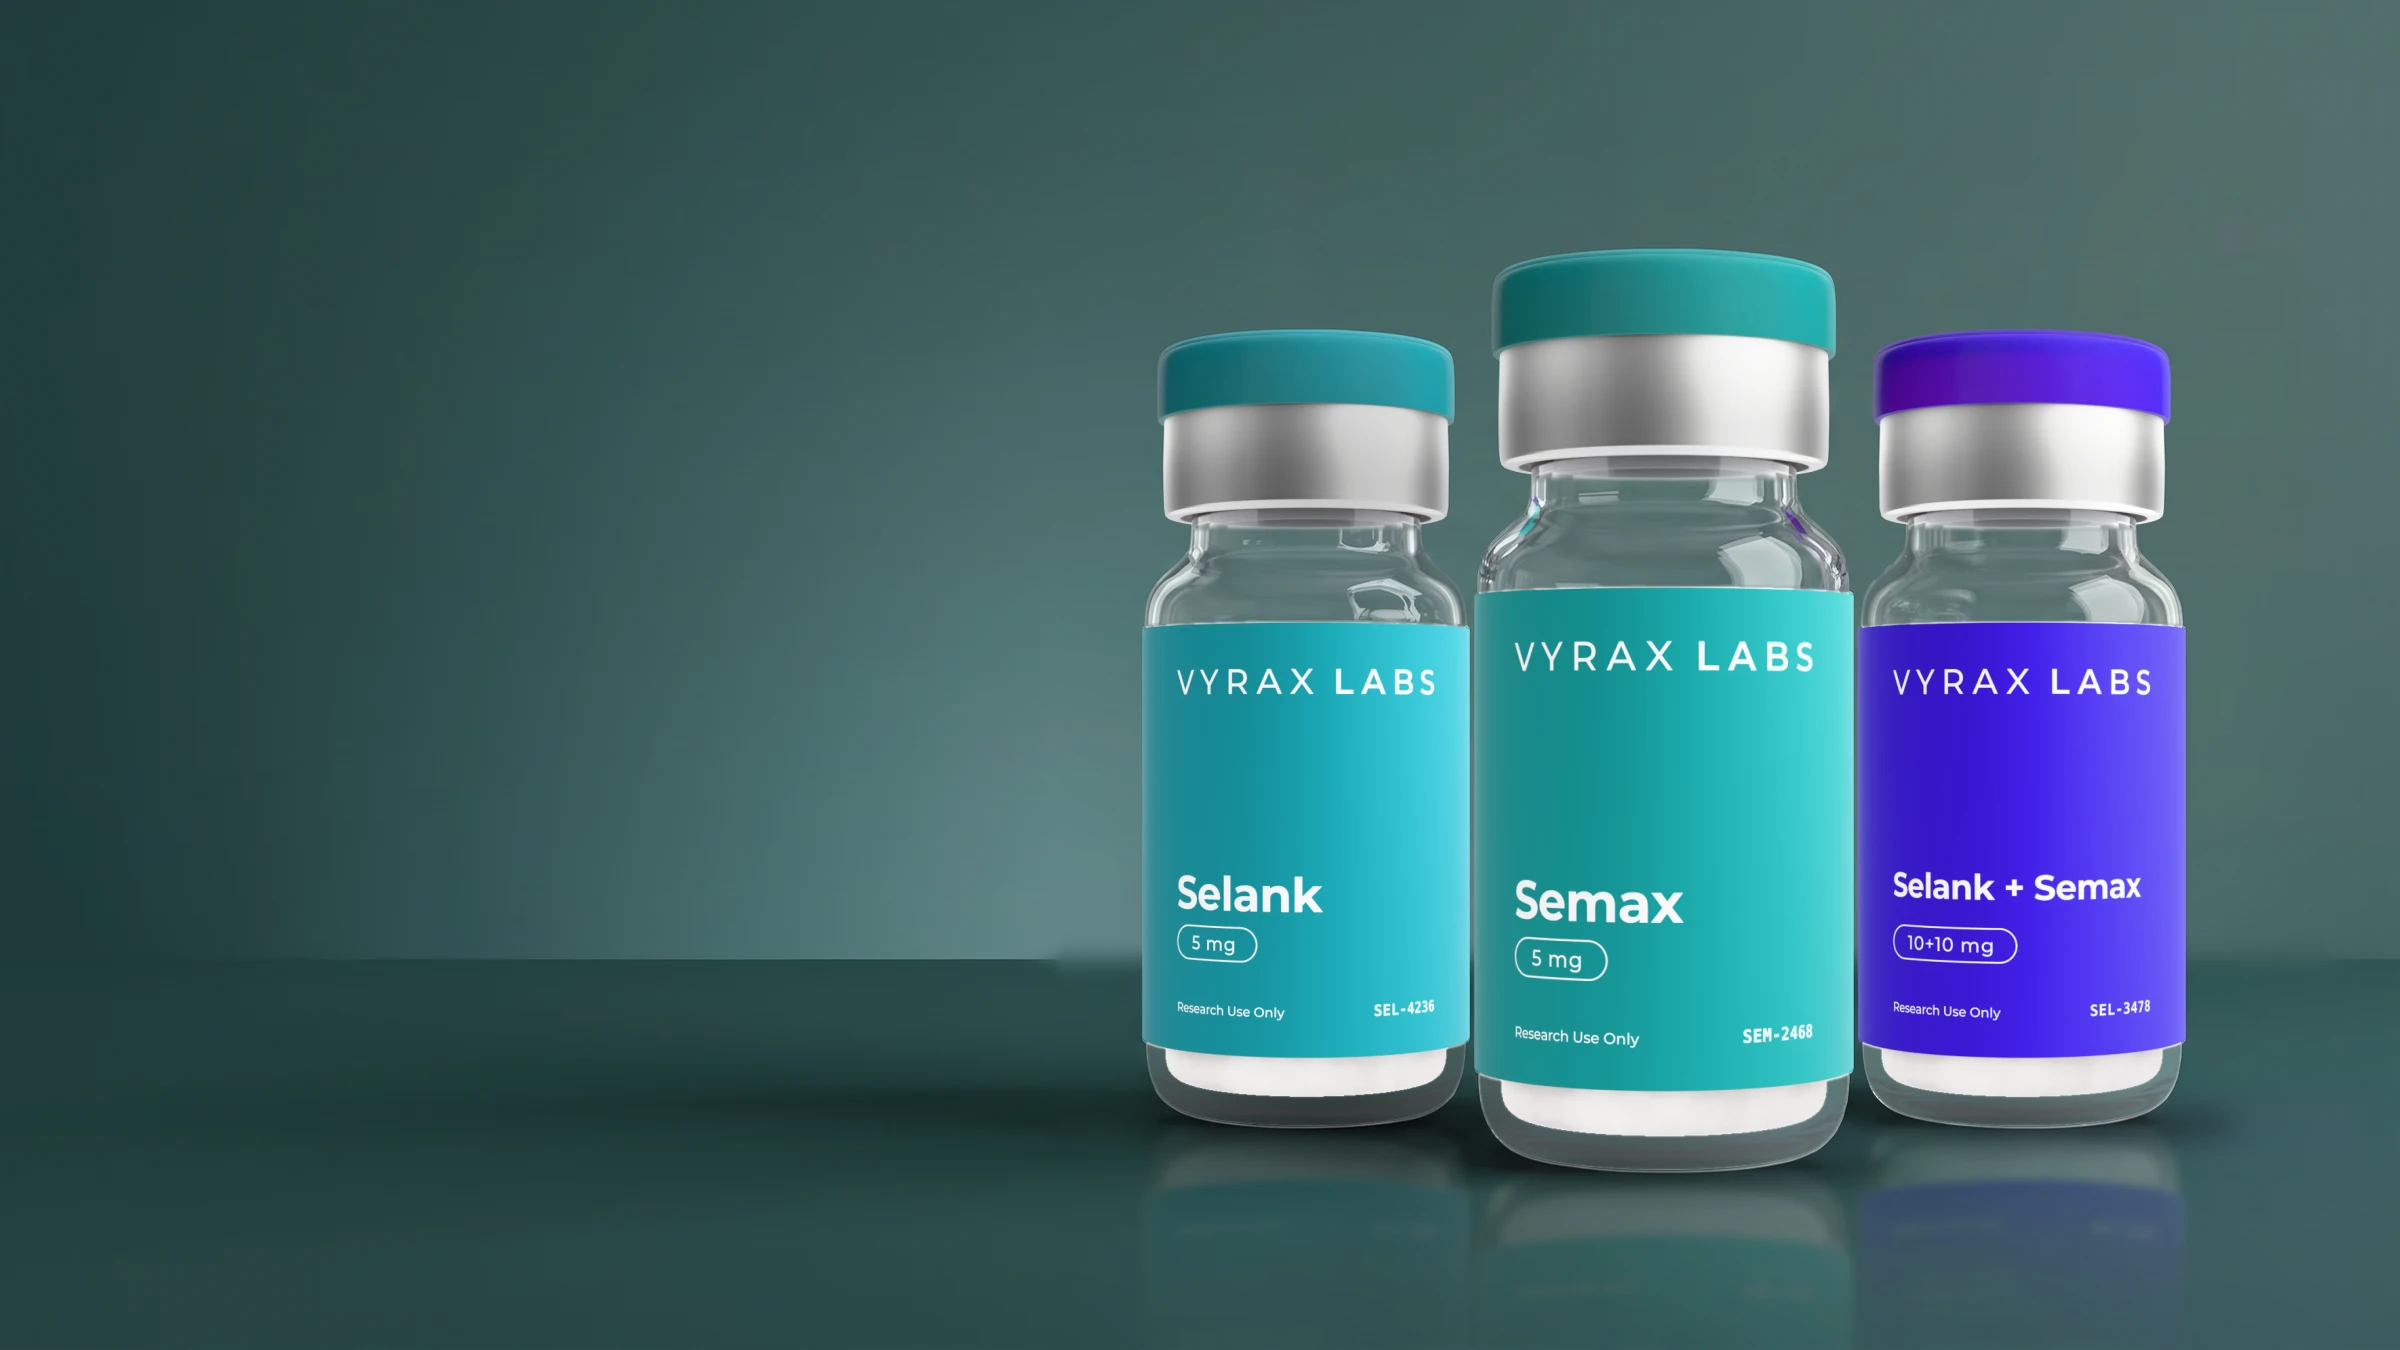 VYRAX LABS
Selank
5 mg
Research Use Only
SEL-4236
VYRAX LABS
Semax
5 mg
Research Use Only
SEM-2468
VYRAX LABS
Selank + Semax
10+10 mg
Research Use Only
SEL-3478